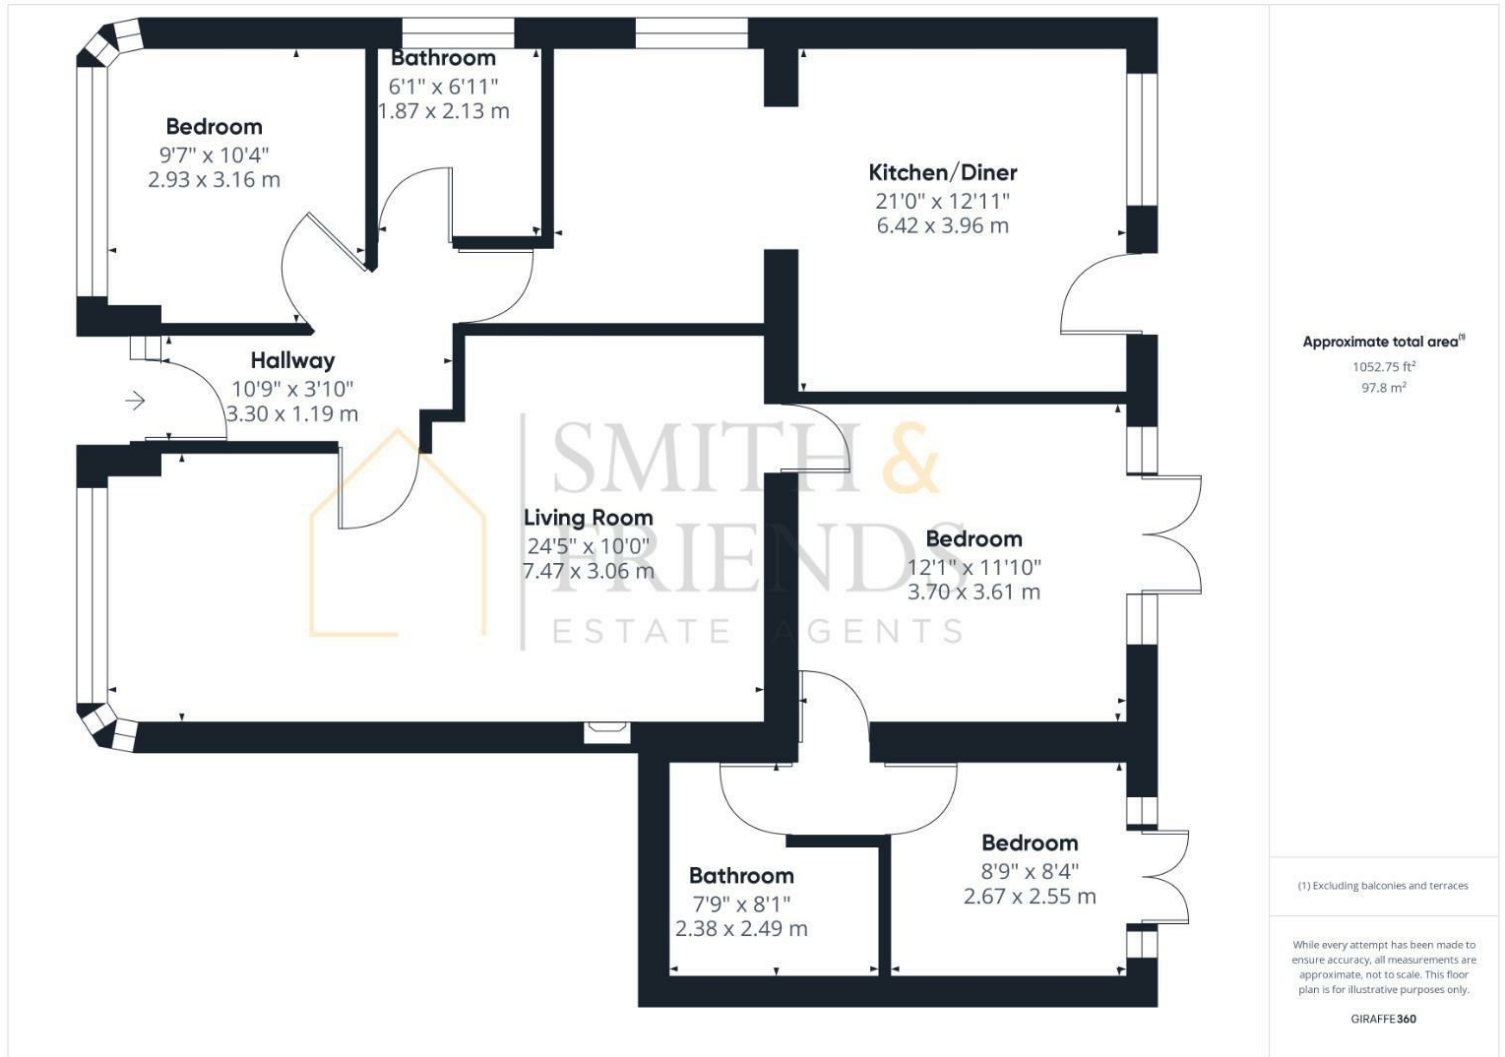 Bedroom
9'7" x 10'4"
2.93 x 3.16 m
Bathroom
6'1" x 6'11"
1.87 x 2.13 m
Kitchen/Diner
21'0" x 12'11"
6.42 x 3.96 m
Hallway
10'9" x 3'10"
3.30 x 1.19 m
SMITH &
FRIENDS
ESTATE AGENTS
Living Room
24'5" x 10'0"
7.47 x 3.06 m
Bedroom
12'1" x 11'10"
3.70 x 3.61 m
Bathroom
7'9" x 8'1"
2.38 x 2.49 m
Bedroom
8'9" x 8'4"
2.67 x 2.55 m
Approximate total area⁽¹⁾
1052.75 ft²
97.8 m²
(1) Excluding balconies and terraces
While every attempt has been made to
ensure accuracy, all measurements are
approximate, not to scale. This floor
plan is for illustrative purposes only.
GIRAFFE360